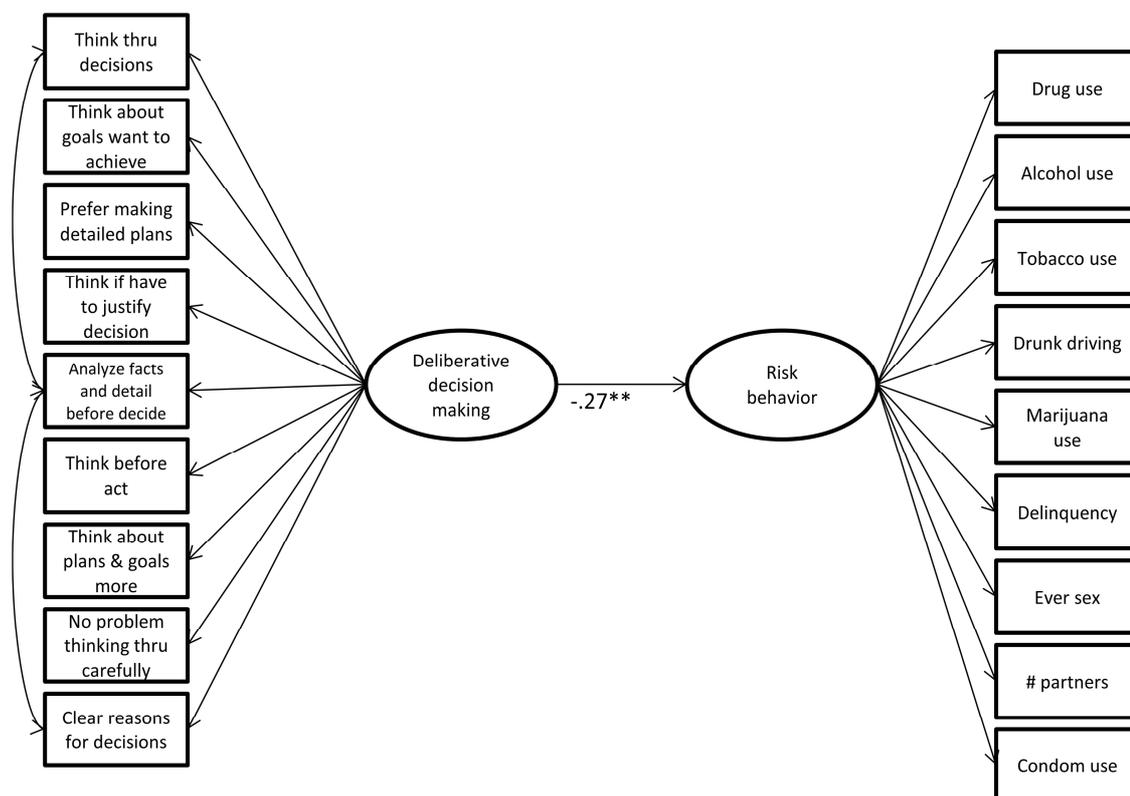 Think thru
decisions
Think about
goals want to
achieve
Prefer making
detailed plans
Think if have
to justify
decision
Analyze facts
and detail
before decide
Think before
act
Think about
plans & goals
more
No problem
thinking thru
carefully
Clear reasons
for decisions
Deliberative
decision
making
-.27**
Risk
behavior
Drug use
Alcohol use
Tobacco use
Drunk driving
Marijuana
use
Delinquency
Ever sex
# partners
Condom use